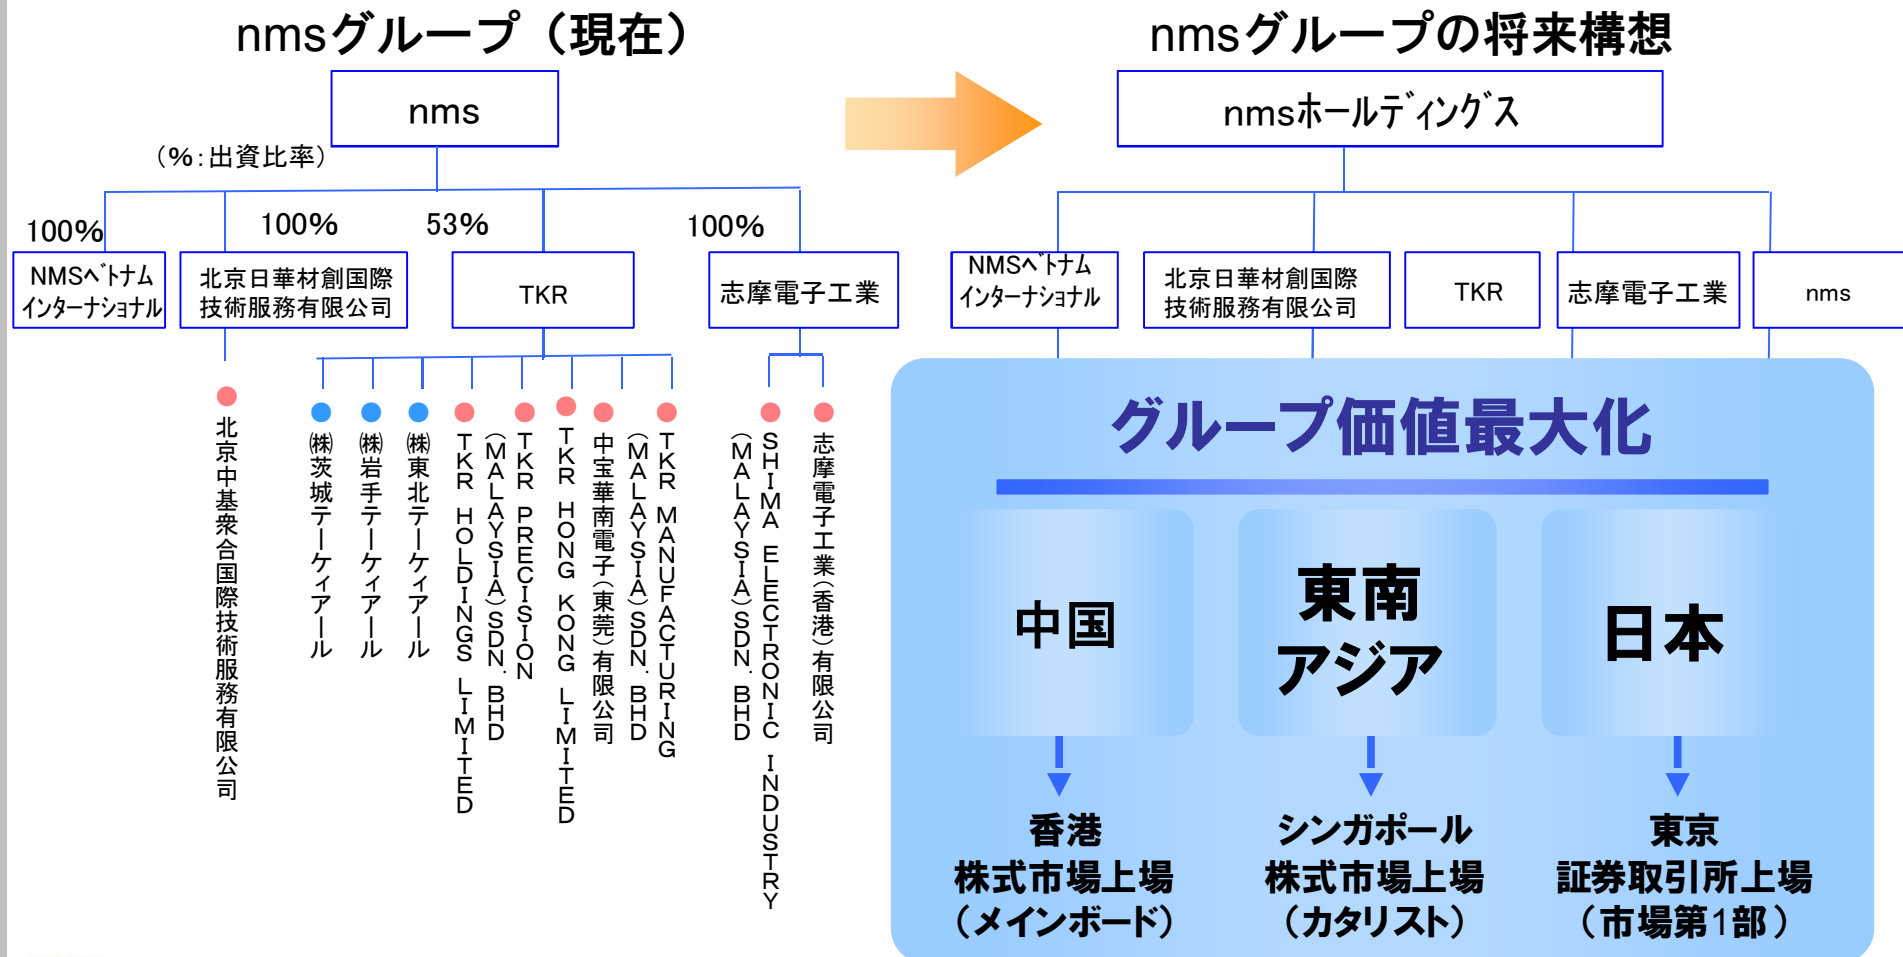 nmsグループ（現在）
nms
（%：出資比率）
100%
100%
53%
100%
NMSベトナム
インターナショナル
北京日華材創国際
技術服務有限公司
TKR
志摩電子工業
北京中基衆合国際技術服務有限公司
㈱茨城テーケィアール
㈱岩手テーケィアール
㈱東北テーケィアール
TKR HOLDINGS LIMITED
TKR PRECISION
(MALAYSIA)SDN. BHD
TKR HONG KONG LIMITED
中宝華南電子(東莞)有限公司
TKR MANUFACTURING
(MALAYSIA)SDN. BHD
SHIMA ELECTRONIC INDUSTRY
(MALAYSIA)SDN. BHD
志摩電子工業(香港)有限公司
nmsグループの将来構想
nmsホールディングス
NMSベトナム
インターナショナル
北京日華材創国際
技術服務有限公司
TKR
志摩電子工業
nms
グループ価値最大化
中国
東南
アジア
日本
香港
株式市場上場
（メインボード）
シンガポール
株式市場上場
（カタリスト）
東京
証券取引所上場
（市場第1部）